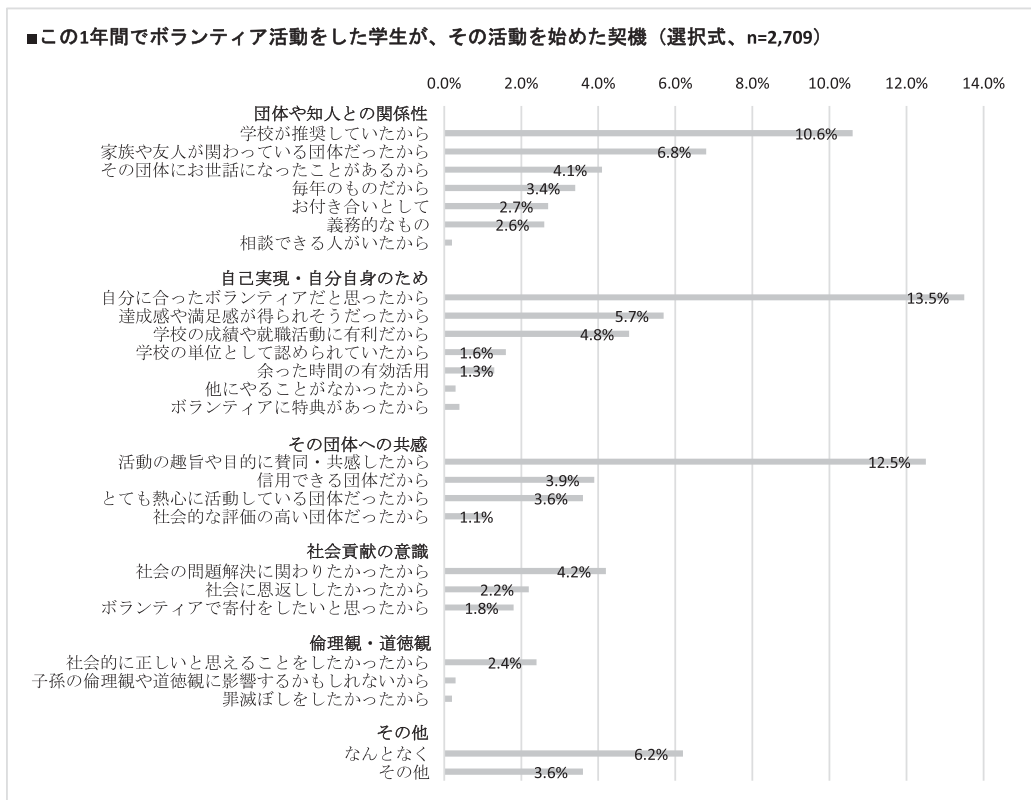 ■この1年間でボランティア活動をした学生が、その活動を始めた契機（選択式、n=2,709）
0.0% 2.0% 4.0% 6.0% 8.0% 10.0% 12.0% 14.0%
団体や知人との関係性
学校が推奨していたから 10.6%
家族や友人が関わっている団体だったから 6.8%
その団体にお世話になったことがあるから 4.1%
毎年のものだから 3.4%
お付き合いとして 2.7%
義務的なもの 2.6%
相談できる人がいたから
自己実現・自分自身のため
自分に合ったボランティアだと思ったから 13.5%
達成感や満足感が得られそうだったから 5.7%
学校の成績や就職活動に有利だから 4.8%
学校の単位として認められていたから 1.6%
余った時間の有効活用 1.3%
他にやることがなかったから
ボランティアに特典があったから
その団体への共感
活動の趣旨や目的に賛同・共感したから 12.5%
信用できる団体だから 3.9%
とても熱心に活動している団体だったから 3.6%
社会的な評価の高い団体だったから 1.1%
社会貢献の意識
社会の問題解決に関わりたかったから 4.2%
社会に恩返ししたかったから 2.2%
ボランティアで寄付をしたいと思ったから 1.8%
倫理観・道徳観
社会的に正しいと思えることをしたかったから 2.4%
子孫の倫理観や道徳観に影響するかもしれないから
罪滅ぼしをしたかったから
その他
なんとなく 6.2%
その他 3.6%